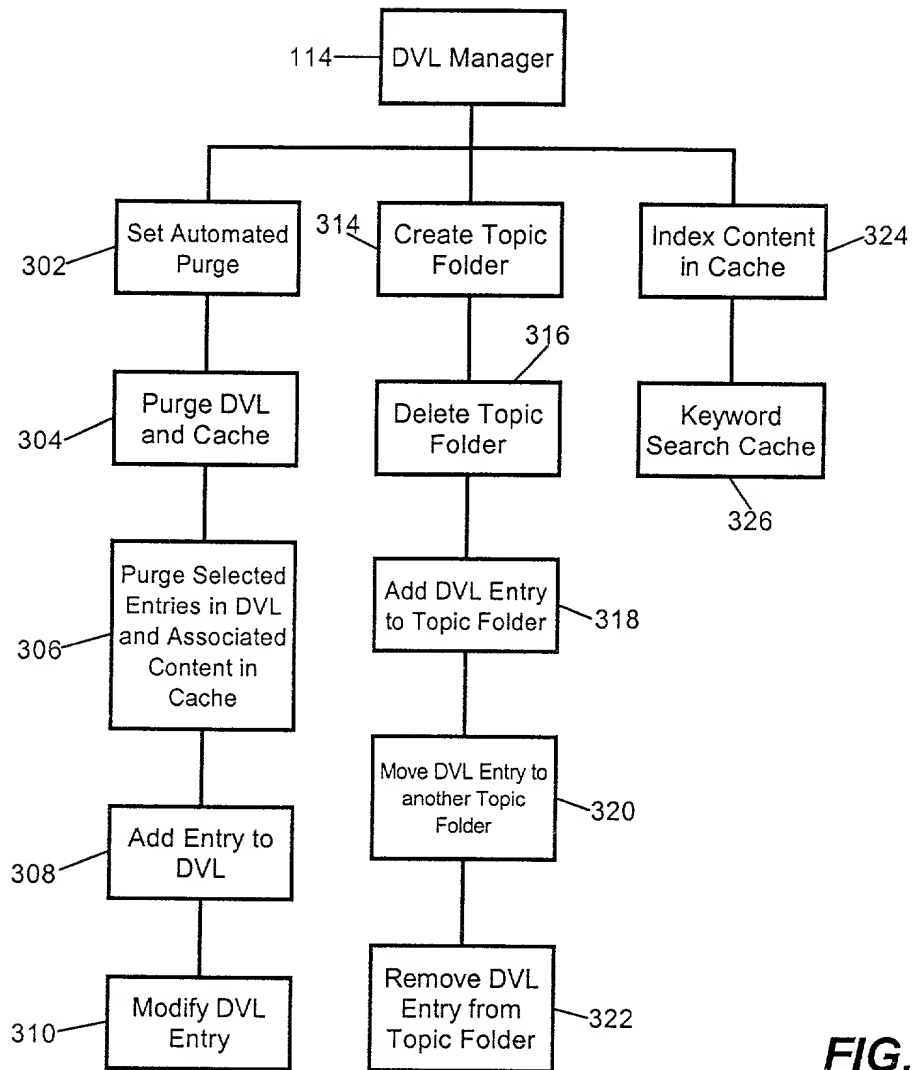 114
DVL Manager
302
Set Automated
Purge
314
Create Topic
Folder
Index Content
in Cache
324
304
Purge DVL
and Cache
316
Delete Topic
Folder
Keyword
Search Cache
326
306
Purge Selected
Entries in DVL
and Associated
Content in
Cache
Add DVL Entry
to Topic Folder
318
Move DVL Entry to
another Topic
Folder
320
308
Add Entry to
DVL
310
Modify DVL
Entry
Remove DVL
Entry from
Topic Folder
322
FIG.